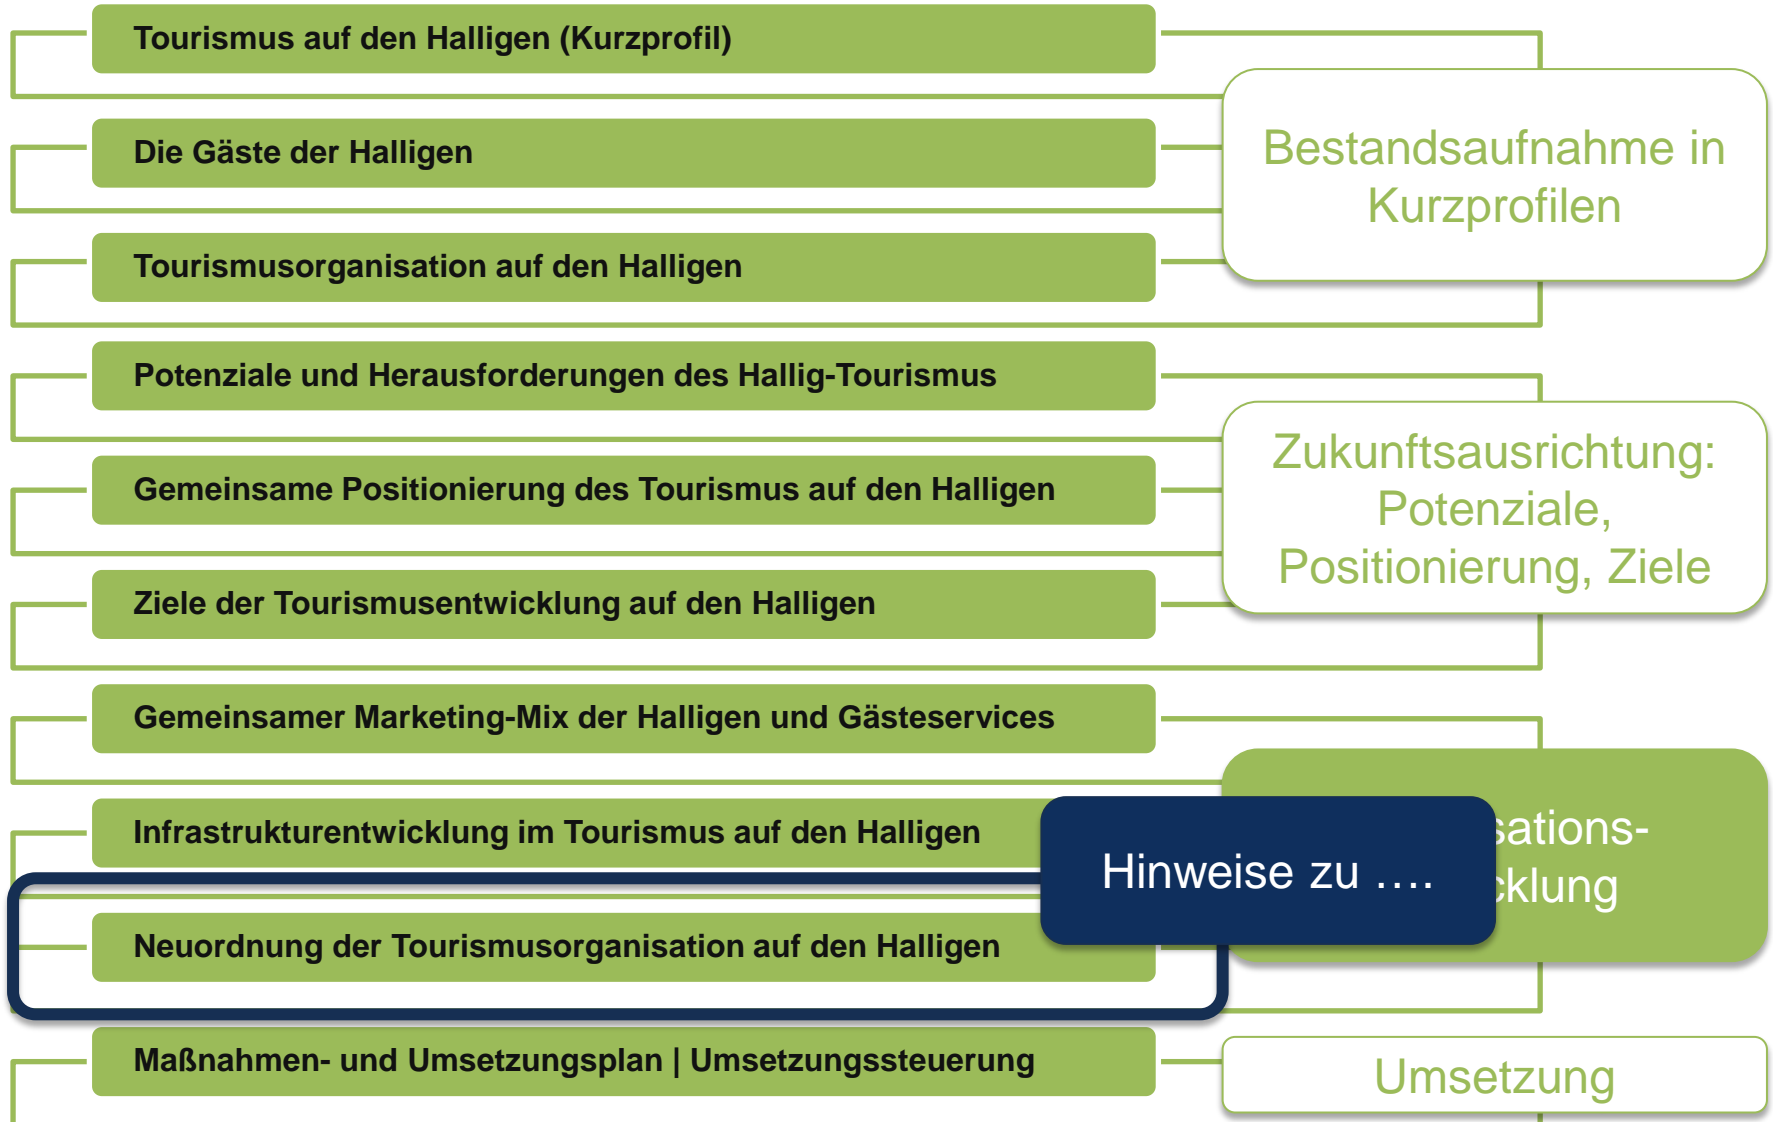 Tourismus auf den Halligen (Kurzprofil)
Die Gäste der Halligen
Tourismusorganisation auf den Halligen
Bestandsaufnahme in
Kurzprofilen
Potenziale und Herausforderungen des Hallig-Tourismus
Gemeinsame Positionierung des Tourismus auf den Halligen
Ziele der Tourismusentwicklung auf den Halligen
Zukunftsausrichtung:
Potenziale,
Positionierung, Ziele
Gemeinsamer Marketing-Mix der Halligen und Gästeservices
Infrastrukturentwicklung im Tourismus auf den Halligen
Neuordnung der Tourismusorganisation auf den Halligen
Hinweise zu ….
Maßnahmen- und Umsetzungsplan | Umsetzungssteuerung
Umsetzung